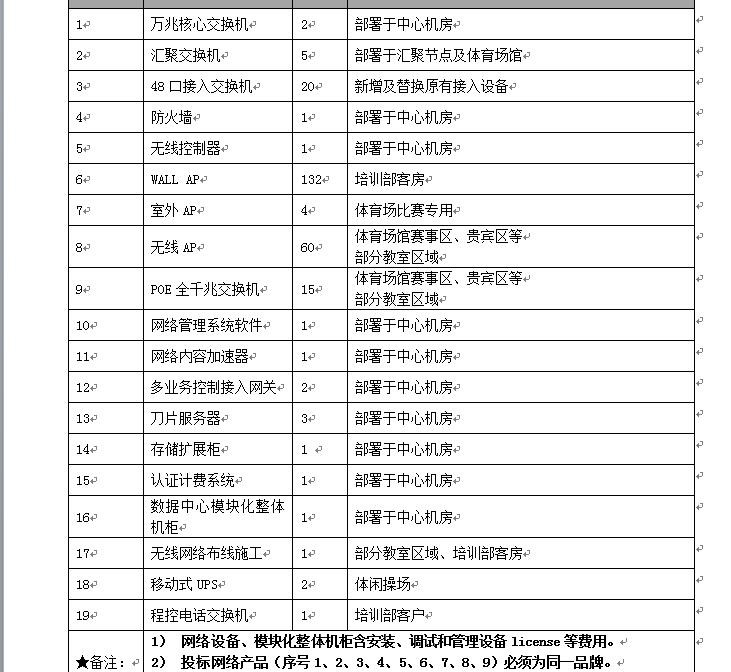 1 万兆核心交换机 2 部署于中心机房
2 汇聚交换机 5 部署于汇聚节点及体育场馆
3 48 口接入交换机 20 新增及替换原有接入设备
4 防火墙 1 部署于中心机房
5 无线控制器 1 部署于中心机房
6 WALL AP 132 培训部客房
7 室外 AP 4 体育场比赛专用
8 无线 AP 60 体育场馆赛事区、贵宾区等
部分教室区域
9 POE 全千兆交换机 15 体育场馆赛事区、贵宾区等
部分教室区域
10 网络管理系统软件 1 部署于中心机房
11 网络内容加速器 1 部署于中心机房
12 多业务控制接入网关 2 部署于中心机房
13 刀片服务器 3 部署于中心机房
14 存储扩展柜 1 部署于中心机房
15 认证计费系统 1 部署于中心机房
16 数据中心模块化整体
机柜 1 部署于中心机房
17 无线网络布线施工 1 部分教室区域、培训部客房
18 移动式 UPS 2 体闲操场
19 程控电话交换机 1 培训部客户
★备注：
1） 网络设备、模块化整体机柜含安装、调试和管理设备 license 等费用。
2） 投标网络产品（序号 1、2、3、4、5、6、7、8、9）必须为同一品牌。